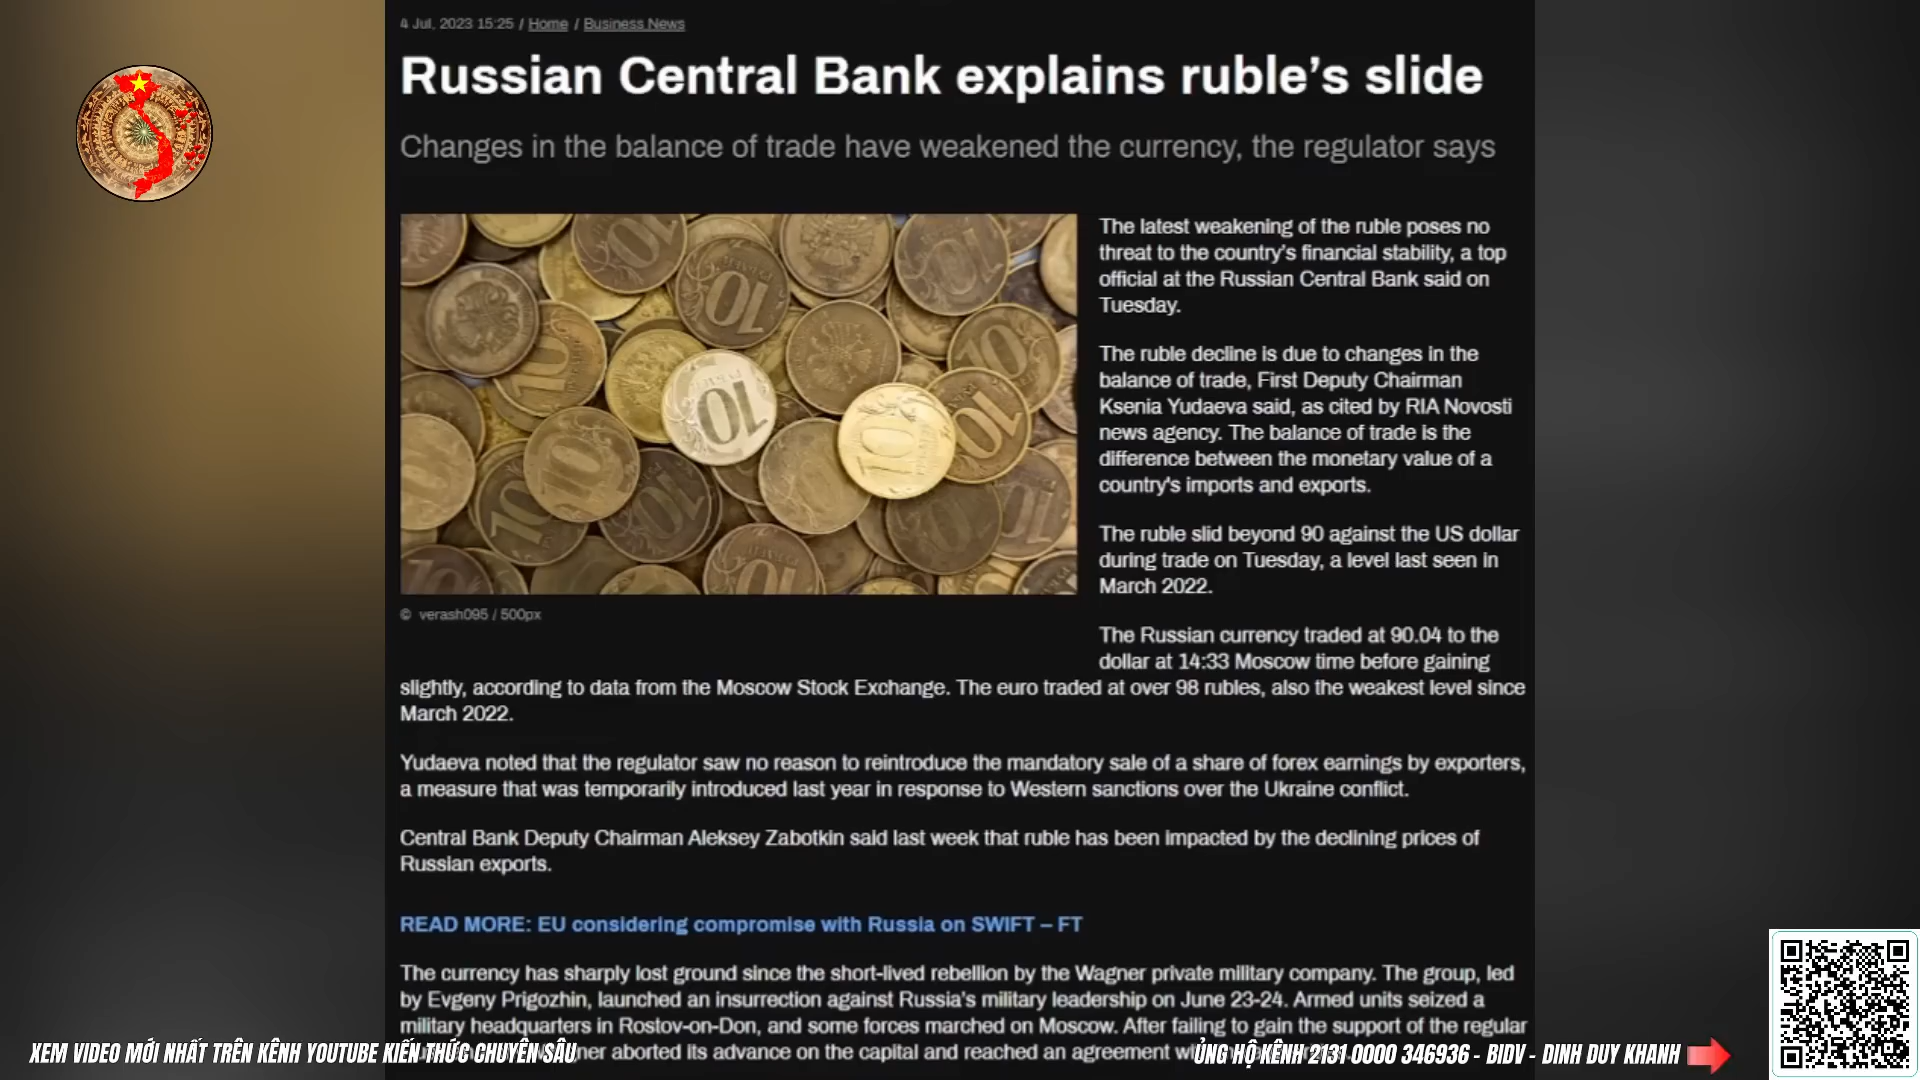 4 Jul, 2023 15:25 / Home / Business News
Russian Central Bank explains ruble’s slide
Changes in the balance of trade have weakened the currency, the regulator says
The latest weakening of the ruble poses no
threat to the country’s financial stability, a top
official at the Russian Central Bank said on
Tuesday.
The ruble decline is due to changes in the
balance of trade, First Deputy Chairman
Ksenia Yudaeva said, as cited by RIA Novosti
news agency. The balance of trade is the
difference between the monetary value of a
country's imports and exports.
The ruble slid beyond 90 against the US dollar
during trade on Tuesday, a level last seen in
March 2022.
© verash095 / 500px
The Russian currency traded at 90.04 to the
dollar at 14:33 Moscow time before gaining
slightly, according to data from the Moscow Stock Exchange. The euro traded at over 98 rubles, also the weakest level since
March 2022.
Yudaeva noted that the regulator saw no reason to reintroduce the mandatory sale of a share of forex earnings by exporters,
a measure that was temporarily introduced last year in response to Western sanctions over the Ukraine conflict.
Central Bank Deputy Chairman Aleksey Zabotkin said last week that ruble has been impacted by the declining prices of
Russian exports.
READ MORE: EU considering compromise with Russia on SWIFT – FT
The currency has sharply lost ground since the short-lived rebellion by the Wagner private military company. The group, led
by Evgeny Prigozhin, launched an insurrection against Russia’s military leadership on June 23-24. Armed units seized a
military headquarters in Rostov-on-Don, and some forces marched on Moscow. After failing to gain the support of the regular
aborted its advance on the capital and reached an agreement
XEM VIDEO MỚI NHẤT TRÊN KÊNH YOUTUBE KIẾN THỨC CHUYÊN SÂU
ỦNG HỘ KÊNH 2131 0000 346936 - BIDV - DINH DUY KHANH